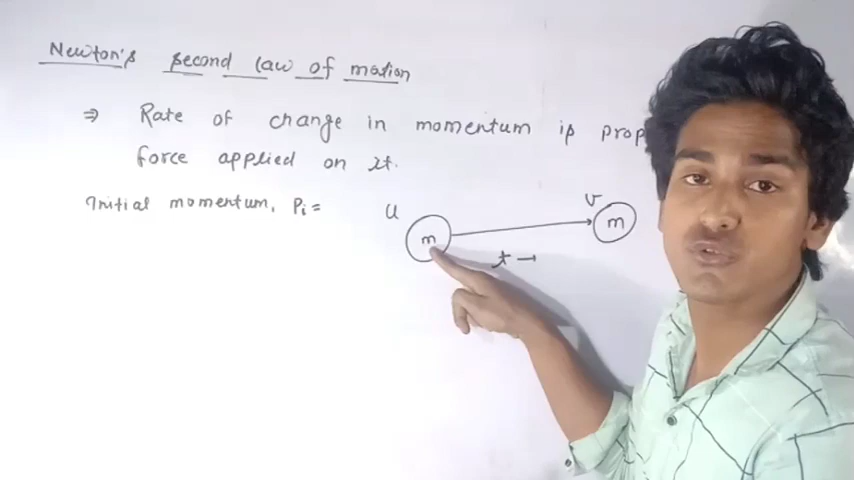 Newton's second law of motion
⇒ Rate of change in momentum is prop
force applied on it.
Initial momentum, Pi =
u
m
v
m
t →